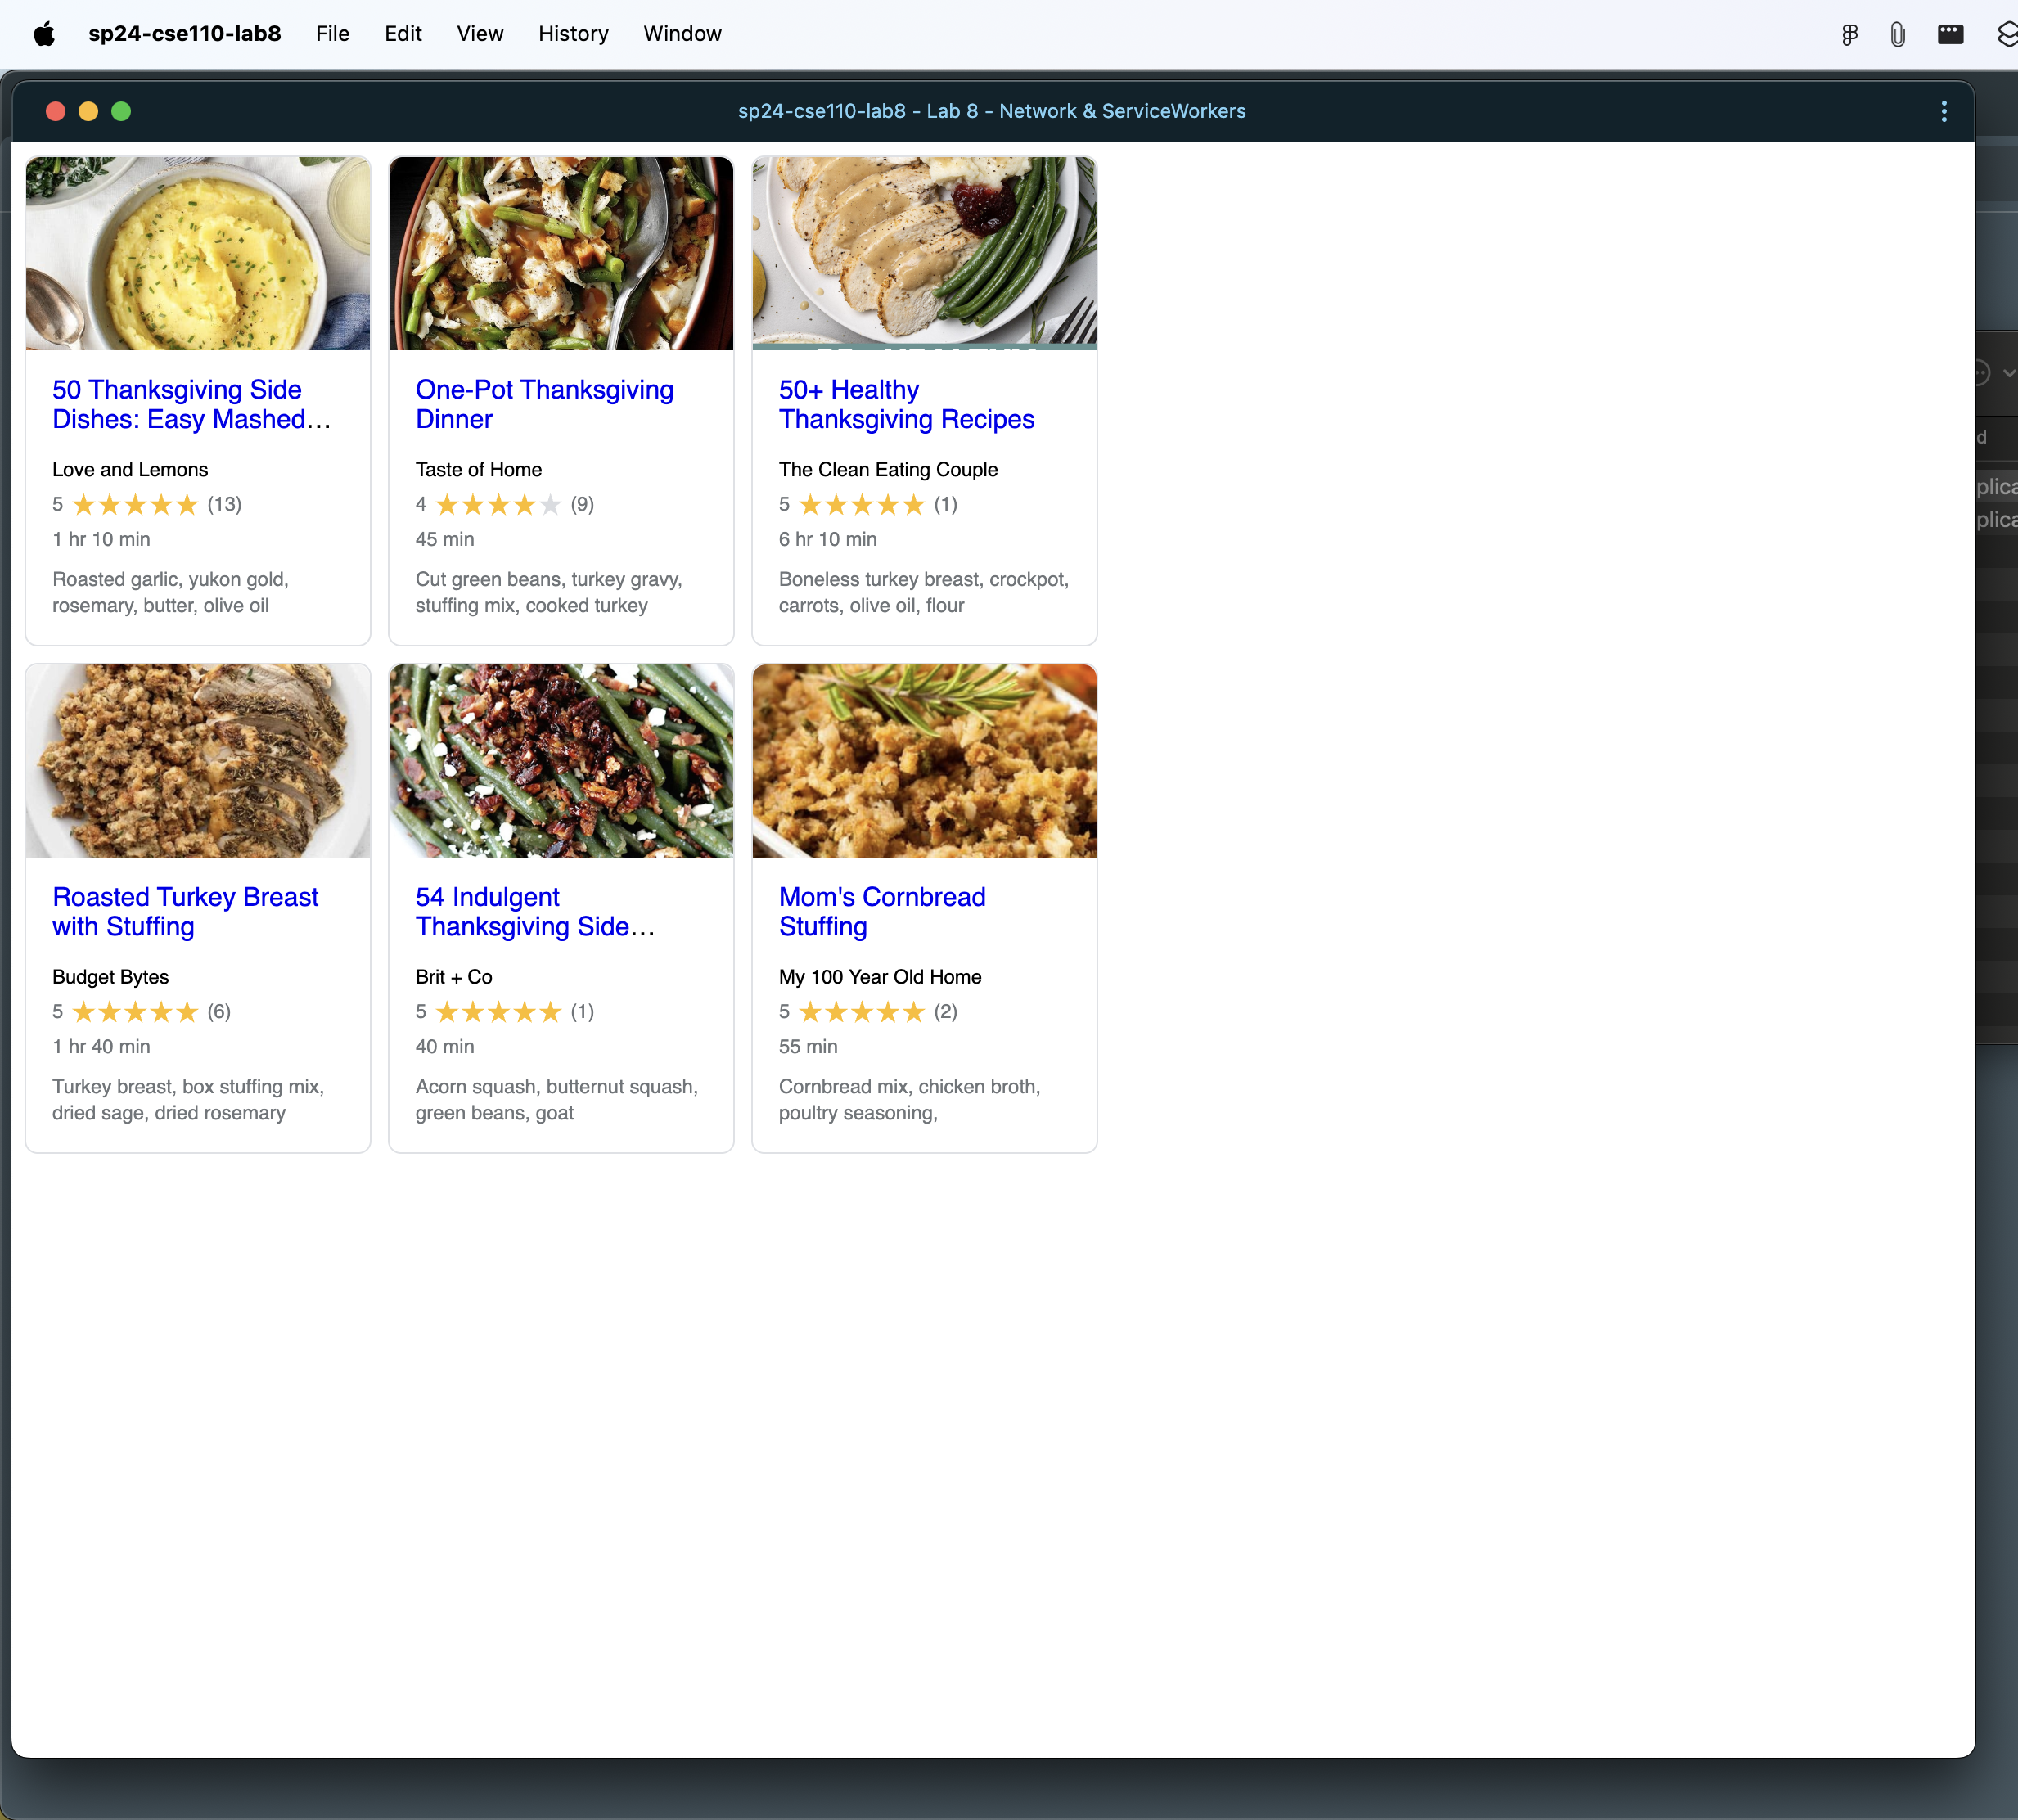 sp24-cse110-lab8 File Edit View History Window
sp24-cse110-lab8 - Lab 8 - Network & ServiceWorkers
50 Thanksgiving Side
Dishes: Easy Mashed...
Love and Lemons
5 ★★★★★ (13)
1 hr 10 min
Roasted garlic, yukon gold,
rosemary, butter, olive oil
One-Pot Thanksgiving
Dinner
Taste of Home
4 ★★★★★ (9)
45 min
Cut green beans, turkey gravy,
stuffing mix, cooked turkey
50+ Healthy
Thanksgiving Recipes
The Clean Eating Couple
5 ★★★★★ (1)
6 hr 10 min
Boneless turkey breast, crockpot,
carrots, olive oil, flour
Roasted Turkey Breast
with Stuffing
Budget Bytes
5 ★★★★★ (6)
1 hr 40 min
Turkey breast, box stuffing mix,
dried sage, dried rosemary
54 Indulgent
Thanksgiving Side...
Brit + Co
5 ★★★★★ (1)
40 min
Acorn squash, butternut squash,
green beans, goat
Mom's Cornbread
Stuffing
My 100 Year Old Home
5 ★★★★★ (2)
55 min
Cornbread mix, chicken broth,
poultry seasoning,
d
plica
plica